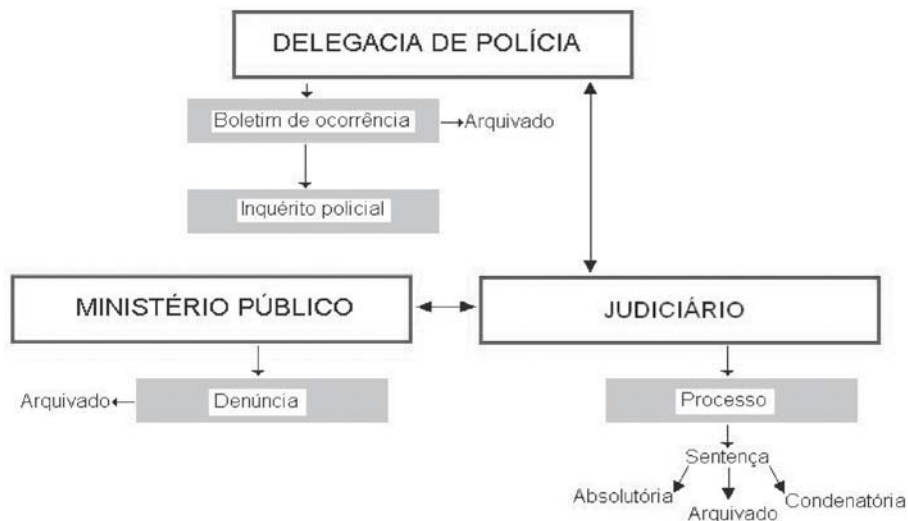 DELEGACIA DE POLÍCIA
Boletim de ocorrência
Arquivado
Inquérito policial
MINISTÉRIO PÚBLICO
JUDICIÁRIO
Arquivado
Denúncia
Processo
Sentença
Absolutória
Arquivado
Condenatória